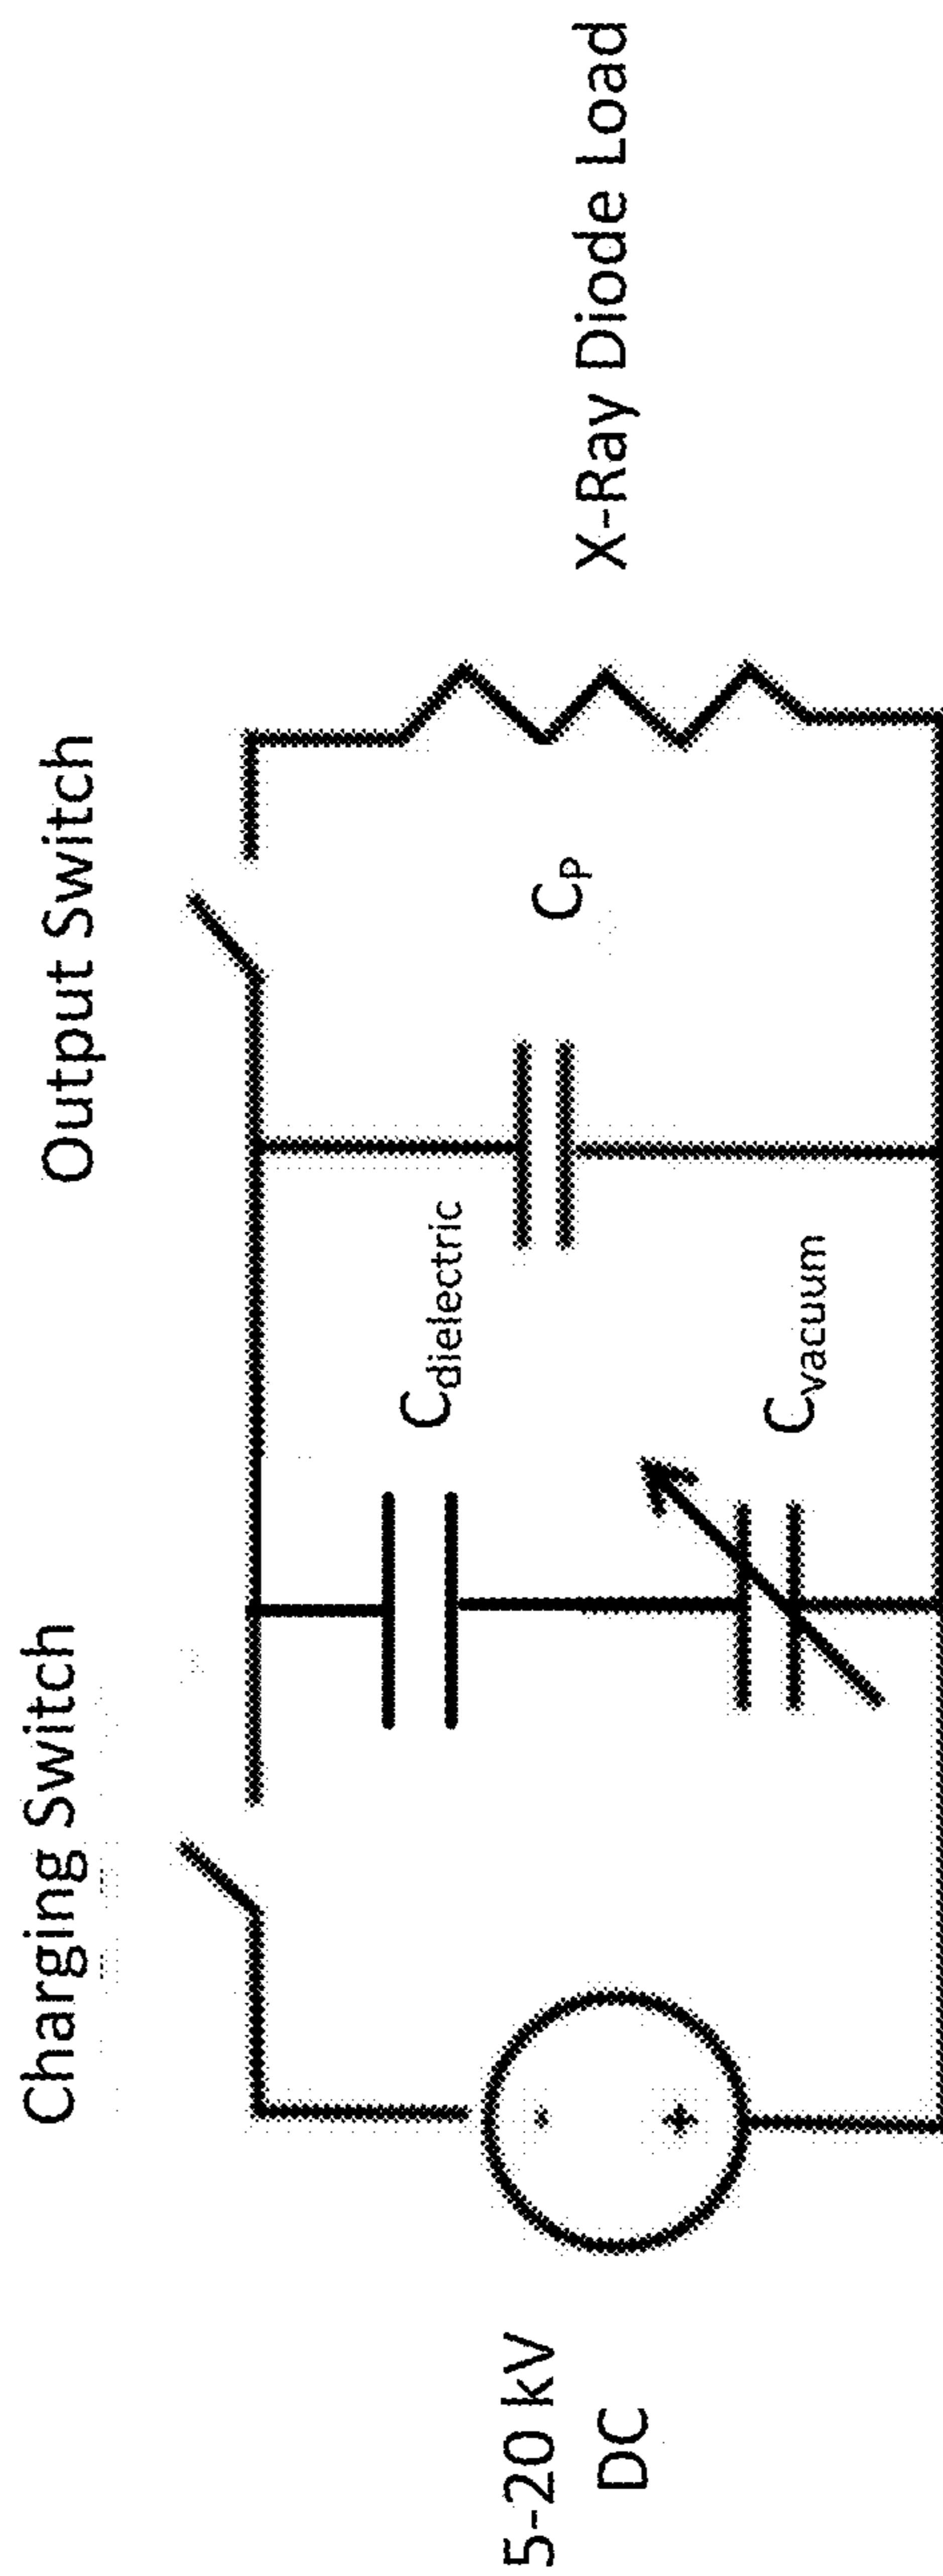 Charging Switch
Output Switch
5-20 kV
DC
C_dielectric
C_vacuum
C_P
X-Ray Diode Load